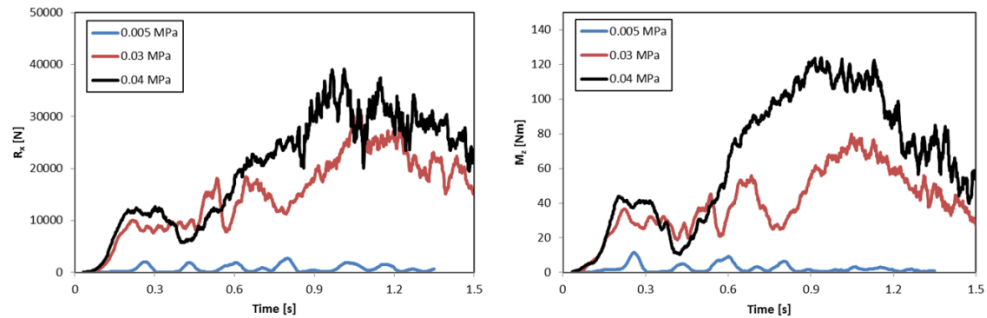 50000
40000
30000
20000
10000
0
Rx [N]
0.005 MPa
0.03 MPa
0.04 MPa
0 0.3 0.6 0.9 1.2 1.5
Time [s]
140
120
100
80
60
40
20
0
Mz [Nm]
0.005 MPa
0.03 MPa
0.04 MPa
0 0.3 0.6 0.9 1.2 1.5
Time [s]